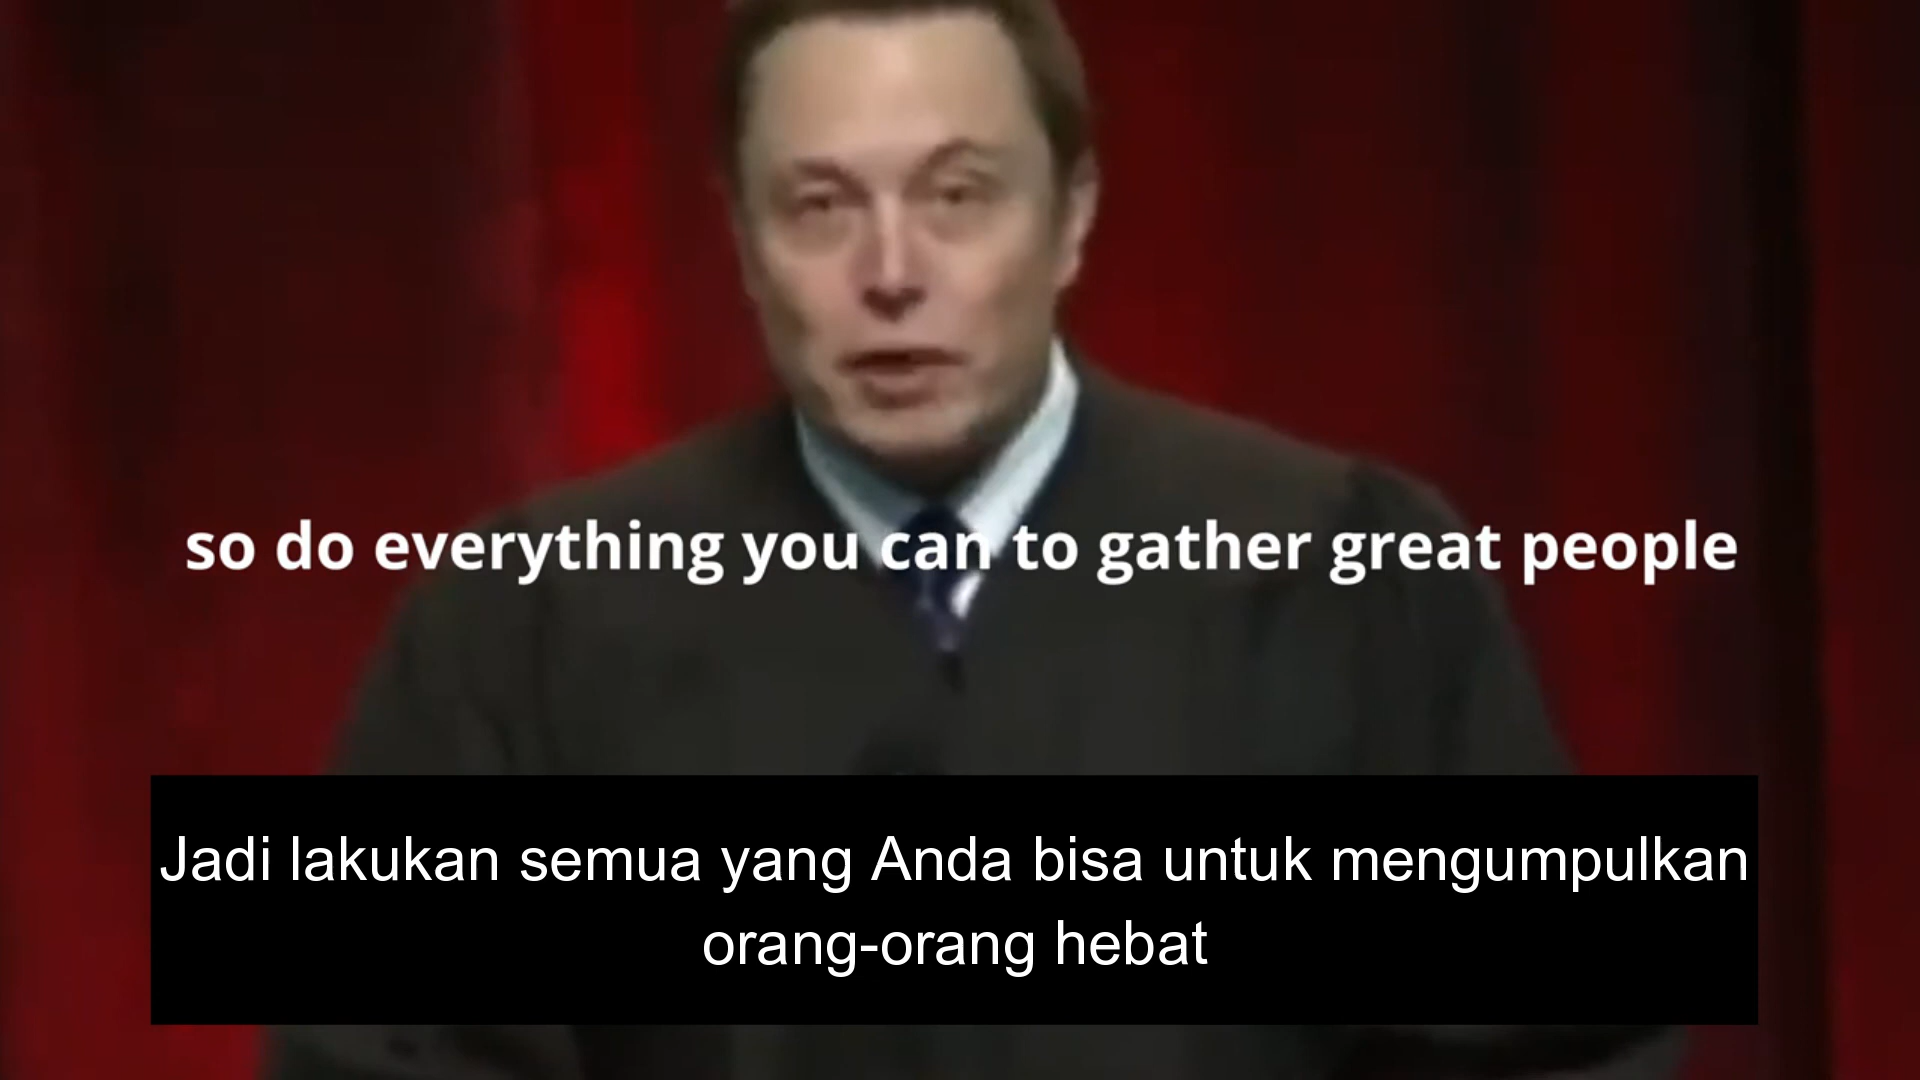 so do everything you can to gather great people
Jadi lakukan semua yang Anda bisa untuk mengumpulkan
orang-orang hebat